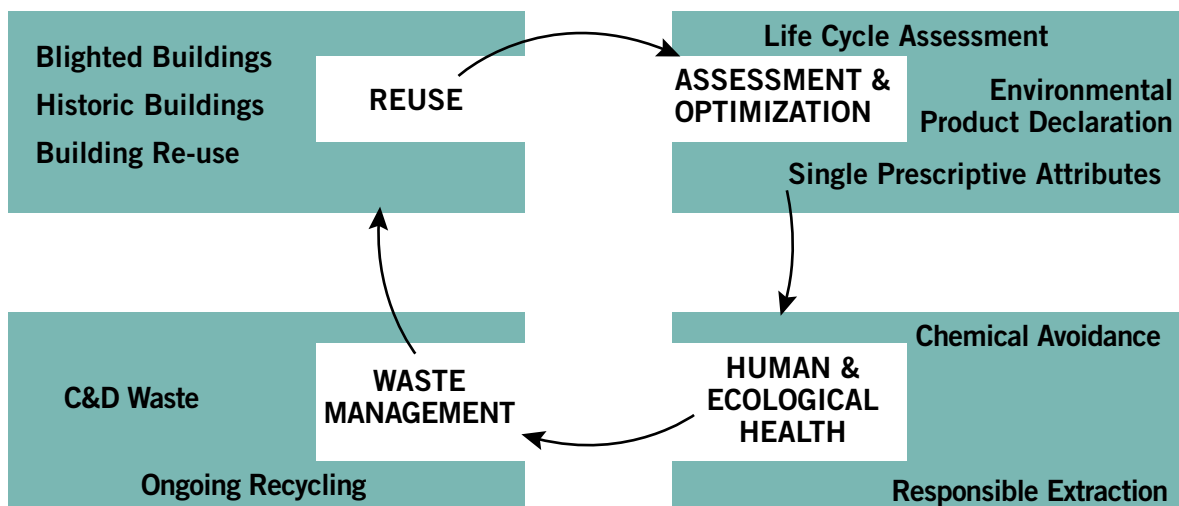 Blighted Buildings
Historic Buildings
Building Re-use
REUSE
Life Cycle Assessment
ASSESSMENT &
OPTIMIZATION
Environmental
Product Declaration
Single Prescriptive Attributes
C&D Waste
WASTE
MANAGEMENT
Ongoing Recycling
Chemical Avoidance
HUMAN &
ECOLOGICAL
HEALTH
Responsible Extraction